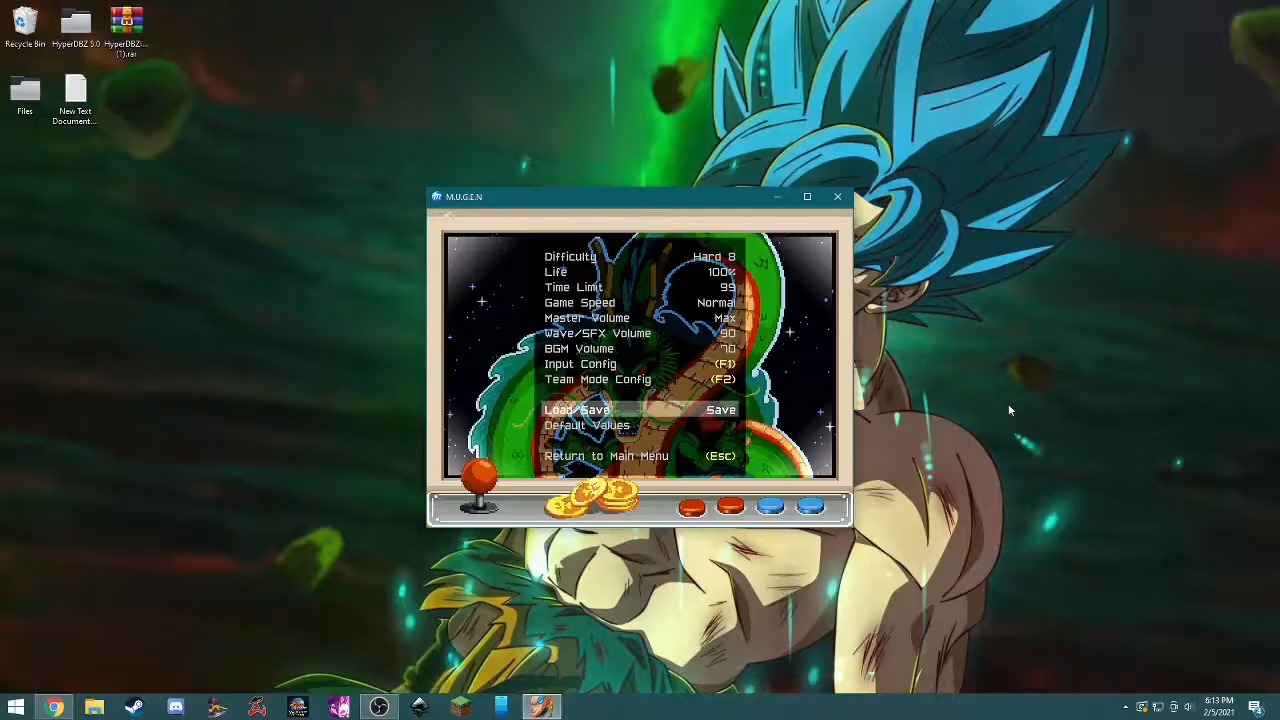 Recycle Bin
HyperDBZ 5.0
HyperDBZ(...
(1).rar
Files
New Text
Document....
M.U.G.E.N
Difficulty Hard 8
Life 100%
Time Limit 99
Game Speed Normal
Master Volume Max
Wave/SFX Volume 90
BGM Volume 70
Input Config (F1)
Team Mode Config (F2)
Load/Save Save
Default Values
Return to Main Menu (Esc)
6:13 PM
2/5/2021